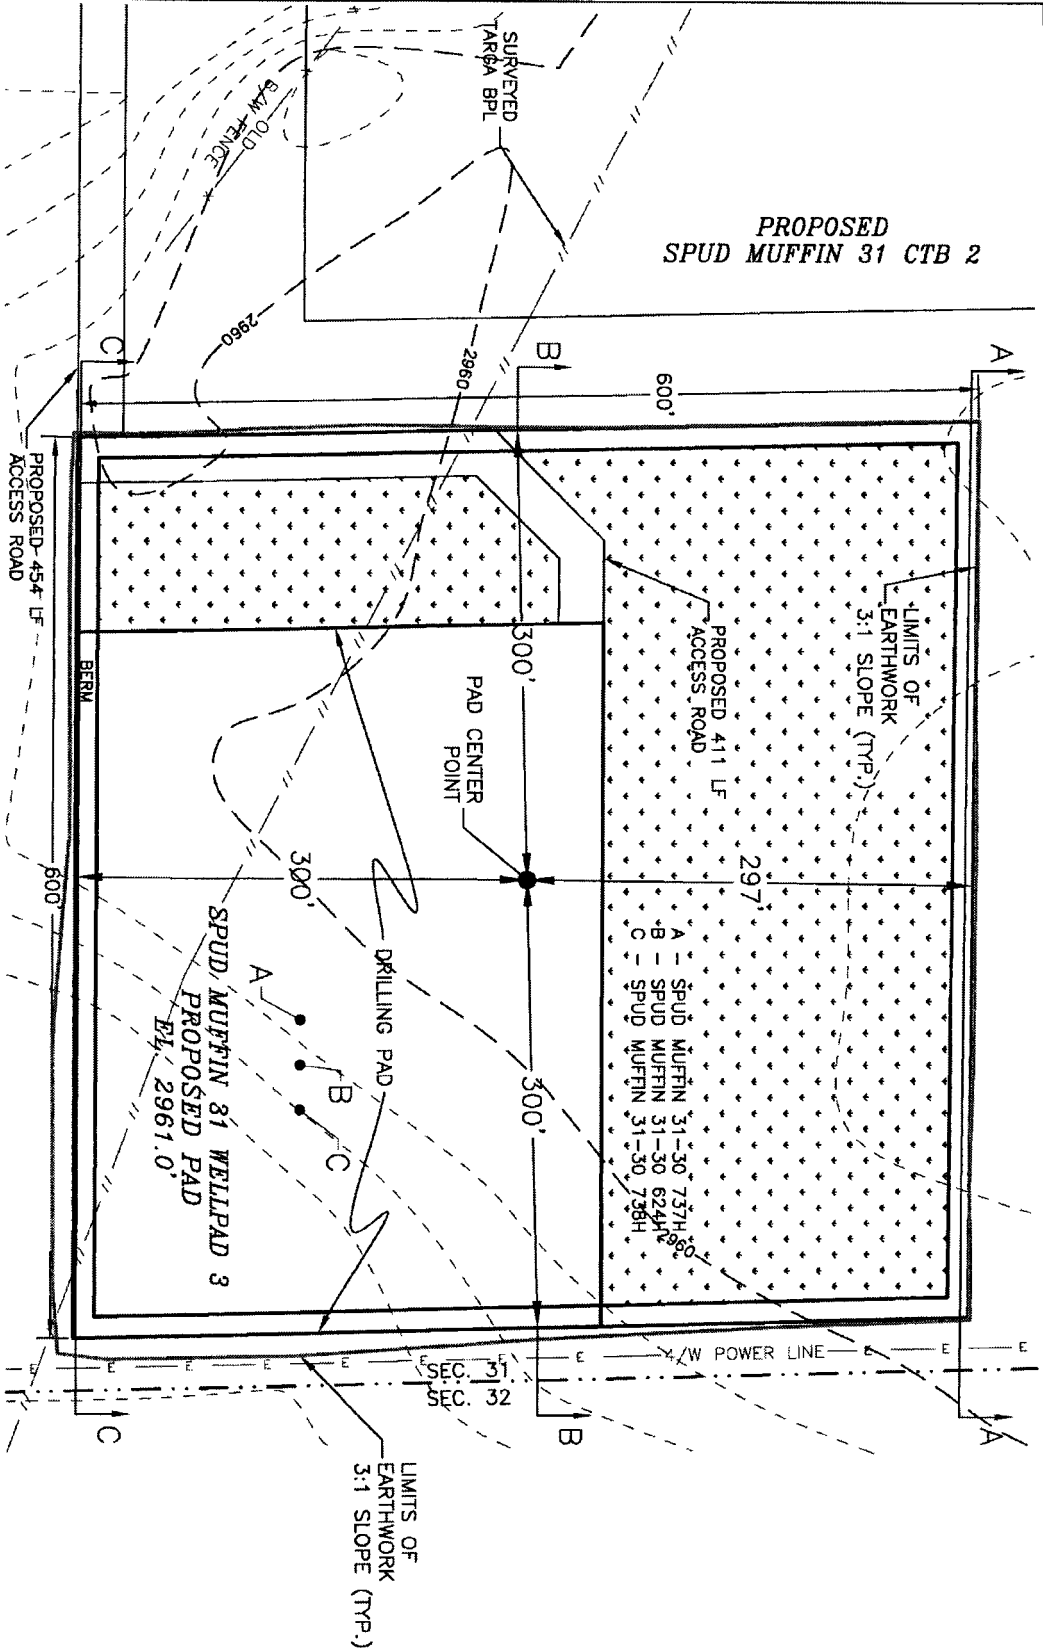 SURVEYED
TARGA BPL
OLD
B/W FENCE
PROPOSED
SPUD MUFFIN 31 CTB 2
2960
2960
C
B
A
600'
PROPOSED 454 LF
ACCESS ROAD
BERM
LIMITS OF
EARTHWORK
3:1 SLOPE (TYP.)
PROPOSED 411 LF
ACCESS ROAD
300'
PAD CENTER
POINT
297'
300'
300'
600'
A - SPUD MUFFIN 31-30 737H
B - SPUD MUFFIN 31-30 624H
C - SPUD MUFFIN 31-30 738H
2960
DRILLING PAD
A
B
C
SPUD MUFFIN 31 WELLPAD 3
PROPOSED PAD
EL. 2961.0'
E E E E E E E 4/W POWER LINE E E E
SEC. 31
SEC. 32
C
B
A
LIMITS OF
EARTHWORK
3:1 SLOPE (TYP.)